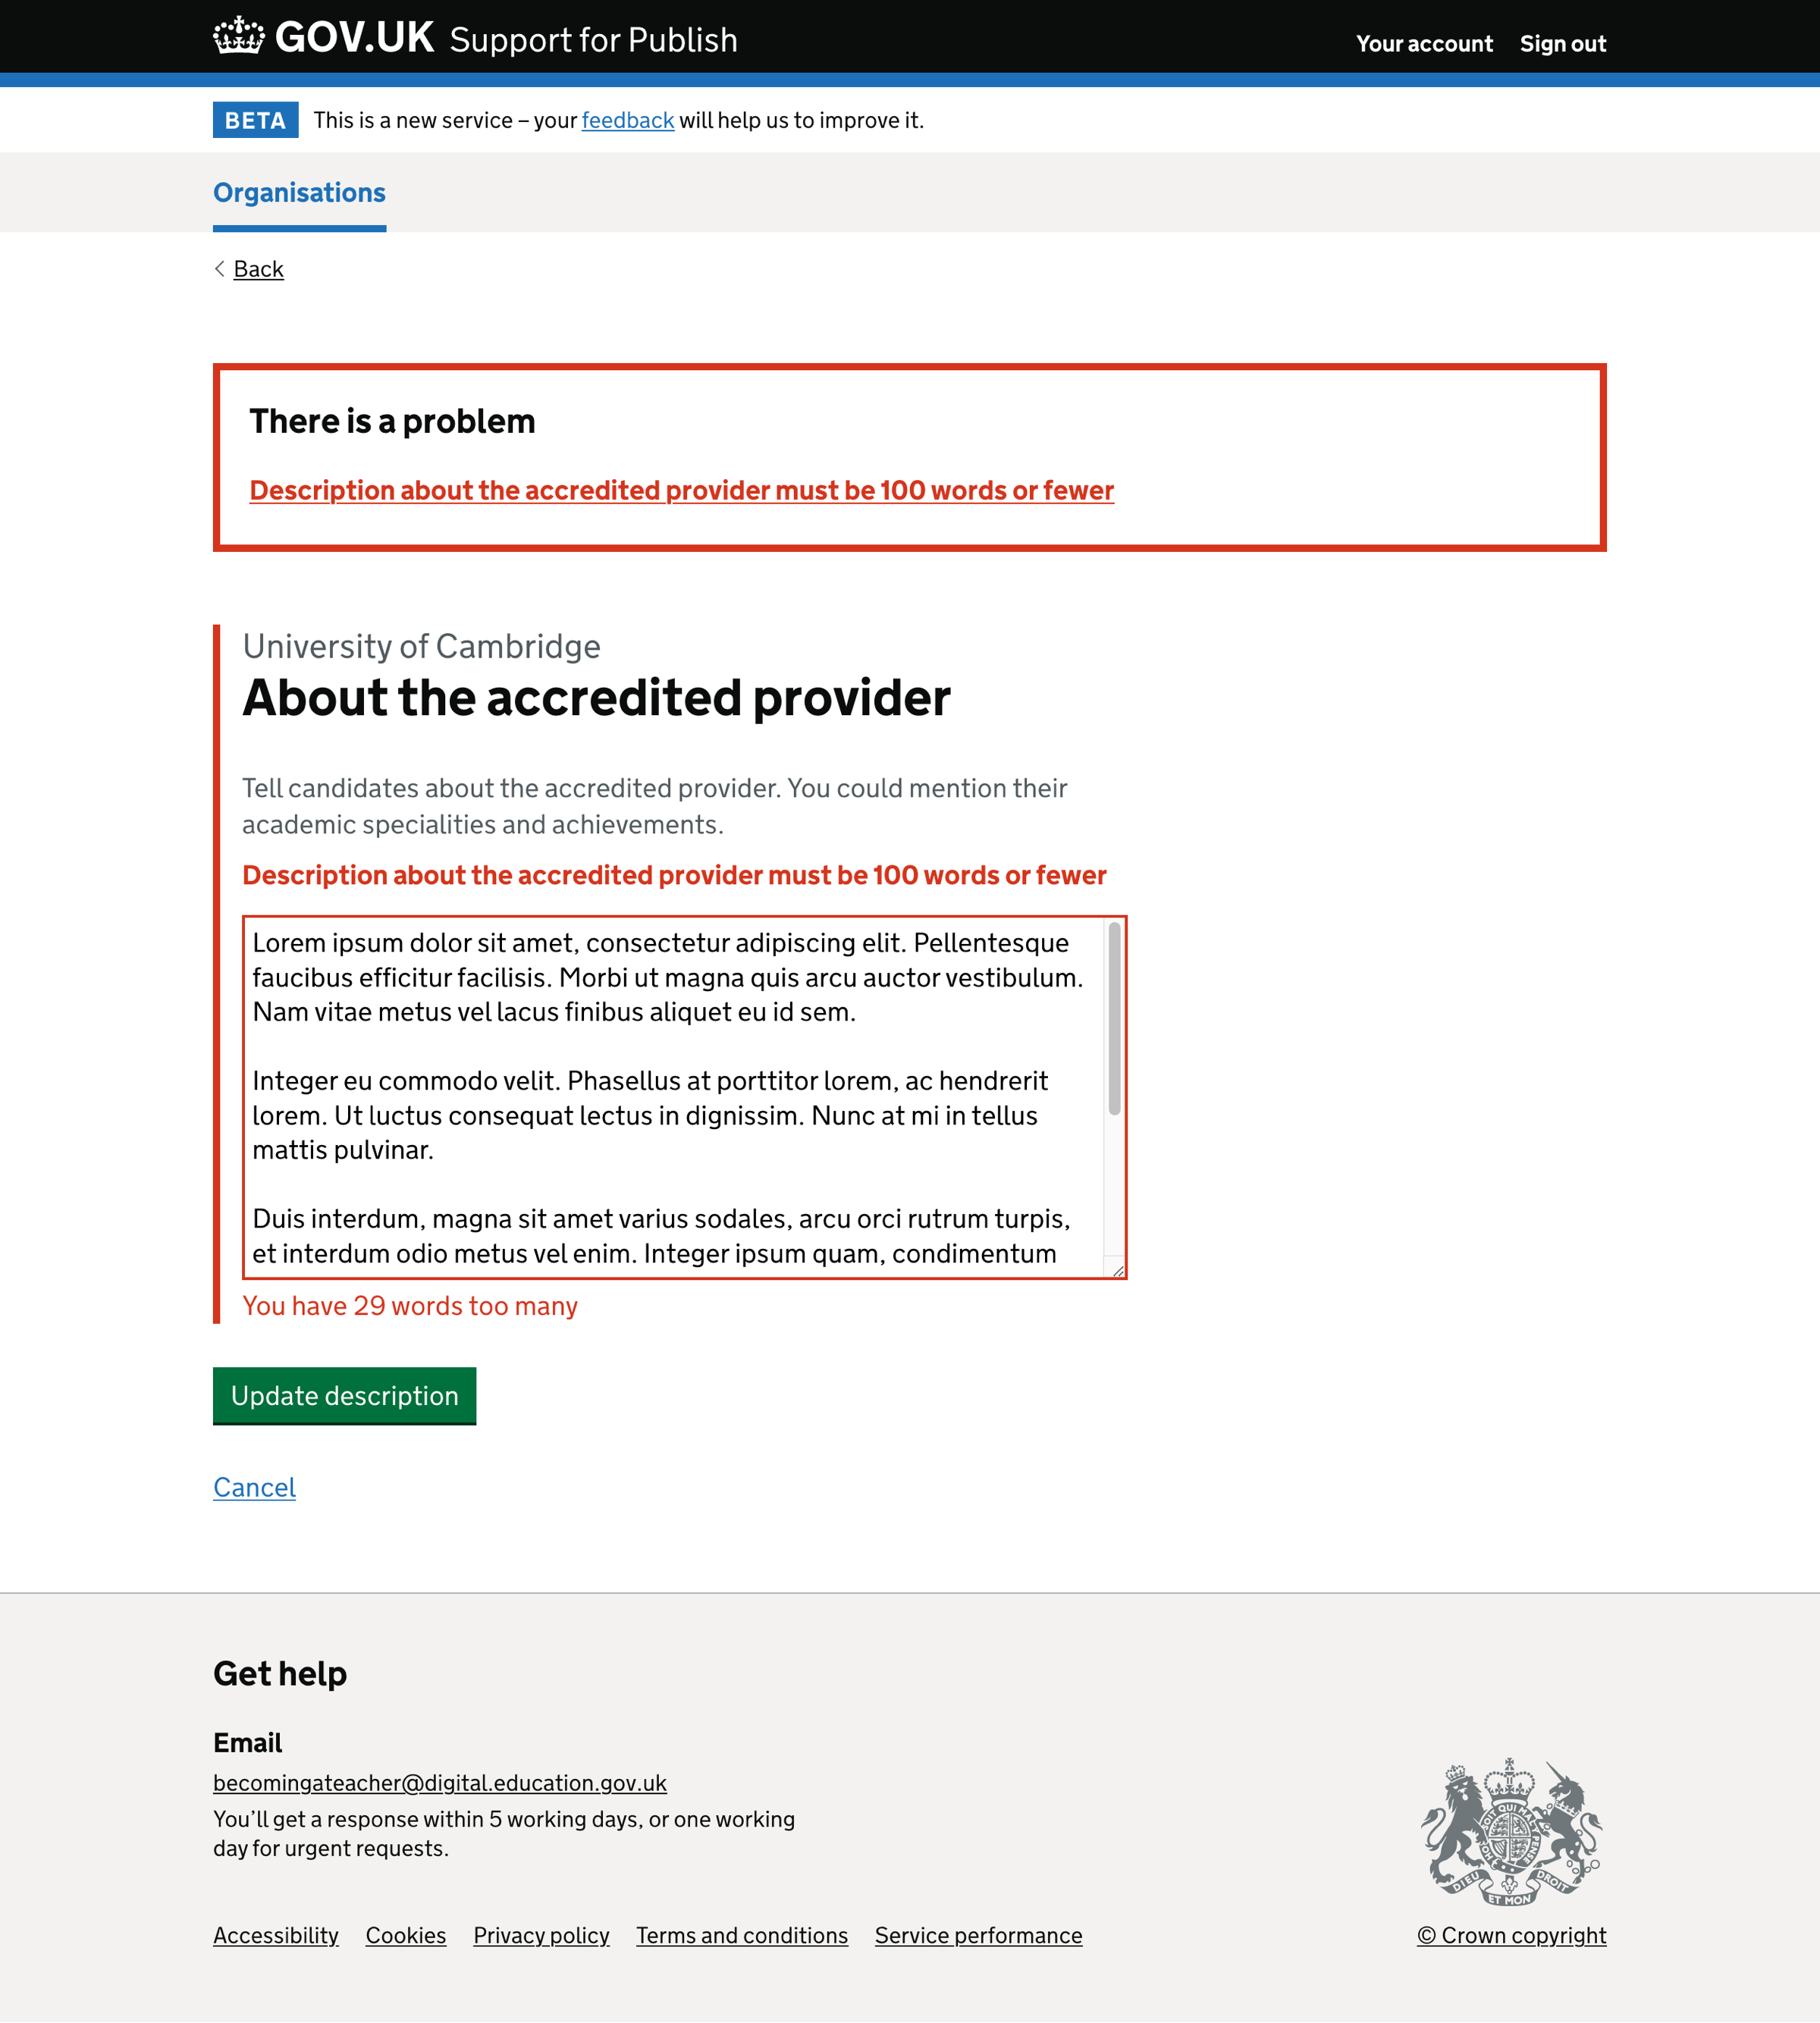 GOV.UK Support for Publish
Your account Sign out
BETA This is a new service – your feedback will help us to improve it.
Organisations
Back
There is a problem
Description about the accredited provider must be 100 words or fewer
University of Cambridge
About the accredited provider
Tell candidates about the accredited provider. You could mention their
academic specialities and achievements.
Description about the accredited provider must be 100 words or fewer
Lorem ipsum dolor sit amet, consectetur adipiscing elit. Pellentesque
faucibus efficitur facilisis. Morbi ut magna quis arcu auctor vestibulum.
Nam vitae metus vel lacus finibus aliquet eu id sem.
Integer eu commodo velit. Phasellus at porttitor lorem, ac hendrerit
lorem. Ut luctus consequat lectus in dignissim. Nunc at mi in tellus
mattis pulvinar.
Duis interdum, magna sit amet varius sodales, arcu orci rutrum turpis,
et interdum odio metus vel enim. Integer ipsum quam, condimentum
You have 29 words too many
Update description
Cancel
Get help
Email
becomingateacher@digital.education.gov.uk
You’ll get a response within 5 working days, or one working
day for urgent requests.
DIEU ET MON DROIT
Accessibility Cookies Privacy policy Terms and conditions Service performance
© Crown copyright